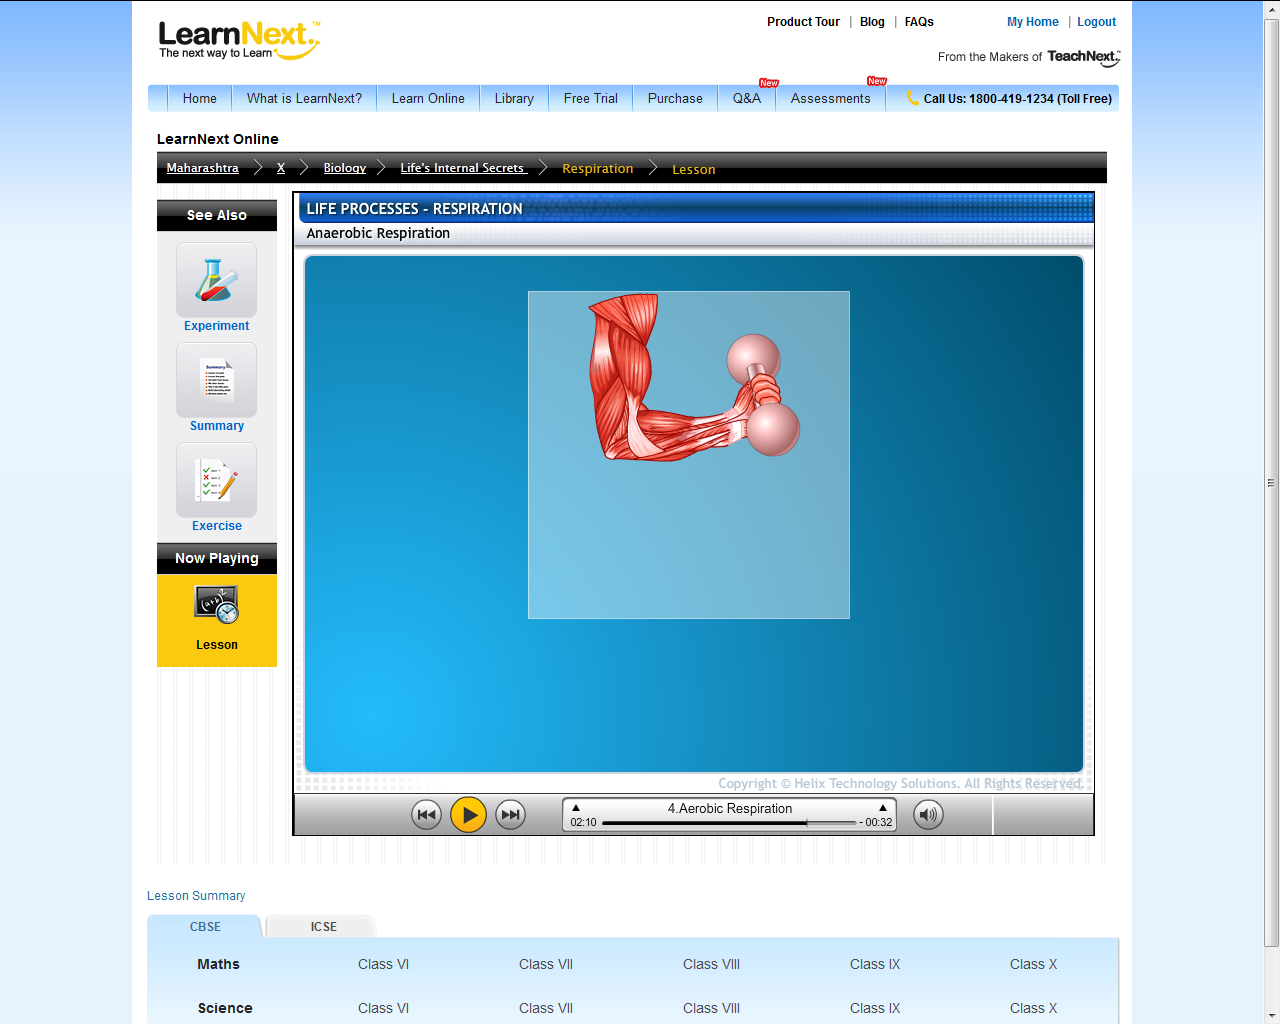 Product Tour | Blog | FAQs My Home | Logout
LearnNext.™
The next way to Learn
From the Makers of TeachNext.™
New New
Home What is LearnNext? Learn Online Library Free Trial Purchase Q&A Assessments Call Us: 1800-419-1234 (Toll Free)
LearnNext Online
Maharashtra X Biology Life's Internal Secrets Respiration Lesson
See Also
Experiment
Summary
Summary
Exercise
Now Playing
(a+b)²
Lesson
LIFE PROCESSES - RESPIRATION
Anaerobic Respiration
Copyright © Helix Technology Solutions. All Rights Reserved.
4.Aerobic Respiration
02:10 - 00:32
Lesson Summary
CBSE ICSE
Maths Class VI Class VII Class VIII Class IX Class X
Science Class VI Class VII Class VIII Class IX Class X